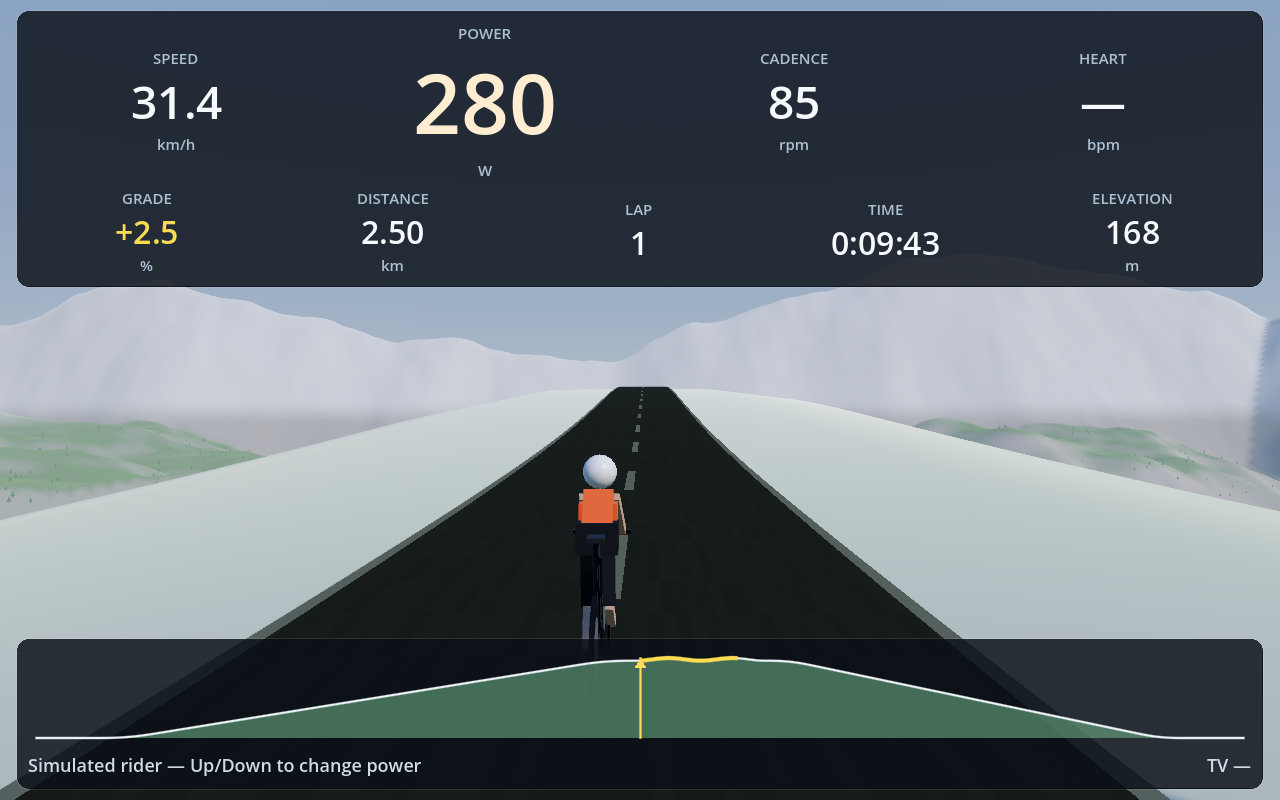 POWER
SPEED
CADENCE
HEART
31.4
280
85
—
km/h
rpm
bpm
W
GRADE
DISTANCE
LAP
TIME
ELEVATION
+2.5
2.50
1
0:09:43
168
%
km
m
Simulated rider — Up/Down to change power
TV —